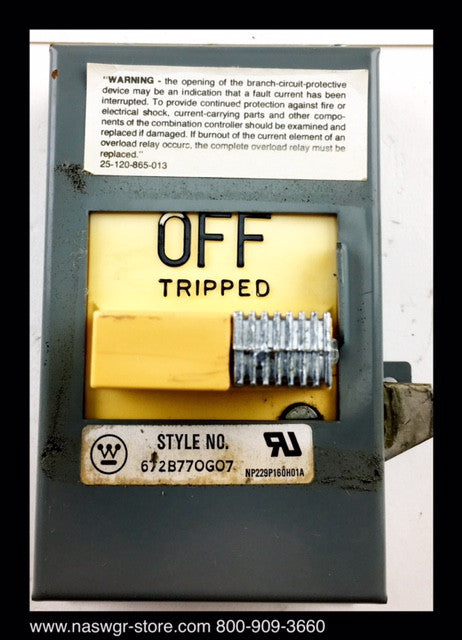 "WARNING - the opening of the branch-circuit-protective
device may be an indication that a fault current has been
interrupted. To provide continued protection against fire or
electrical shock, current-carrying parts and other compo-
nents of the combination controller should be examined and
replaced if damaged. If burnout of the current element of an
overload relay occurs, the complete overload relay must be
replaced."
25-120-865-013
OFF
TRIPPED
W
STYLE NO.
672B770G07
RU
NP229P160H01A
www.naswgr-store.com 800-909-3660